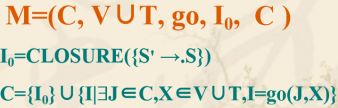 M=(C, V∪T, go, I₀, C )
I₀=CLOSURE({S' →.S})
C={I₀}∪{I|∃J∈C,X∈V∪T,I=go(J,X)}